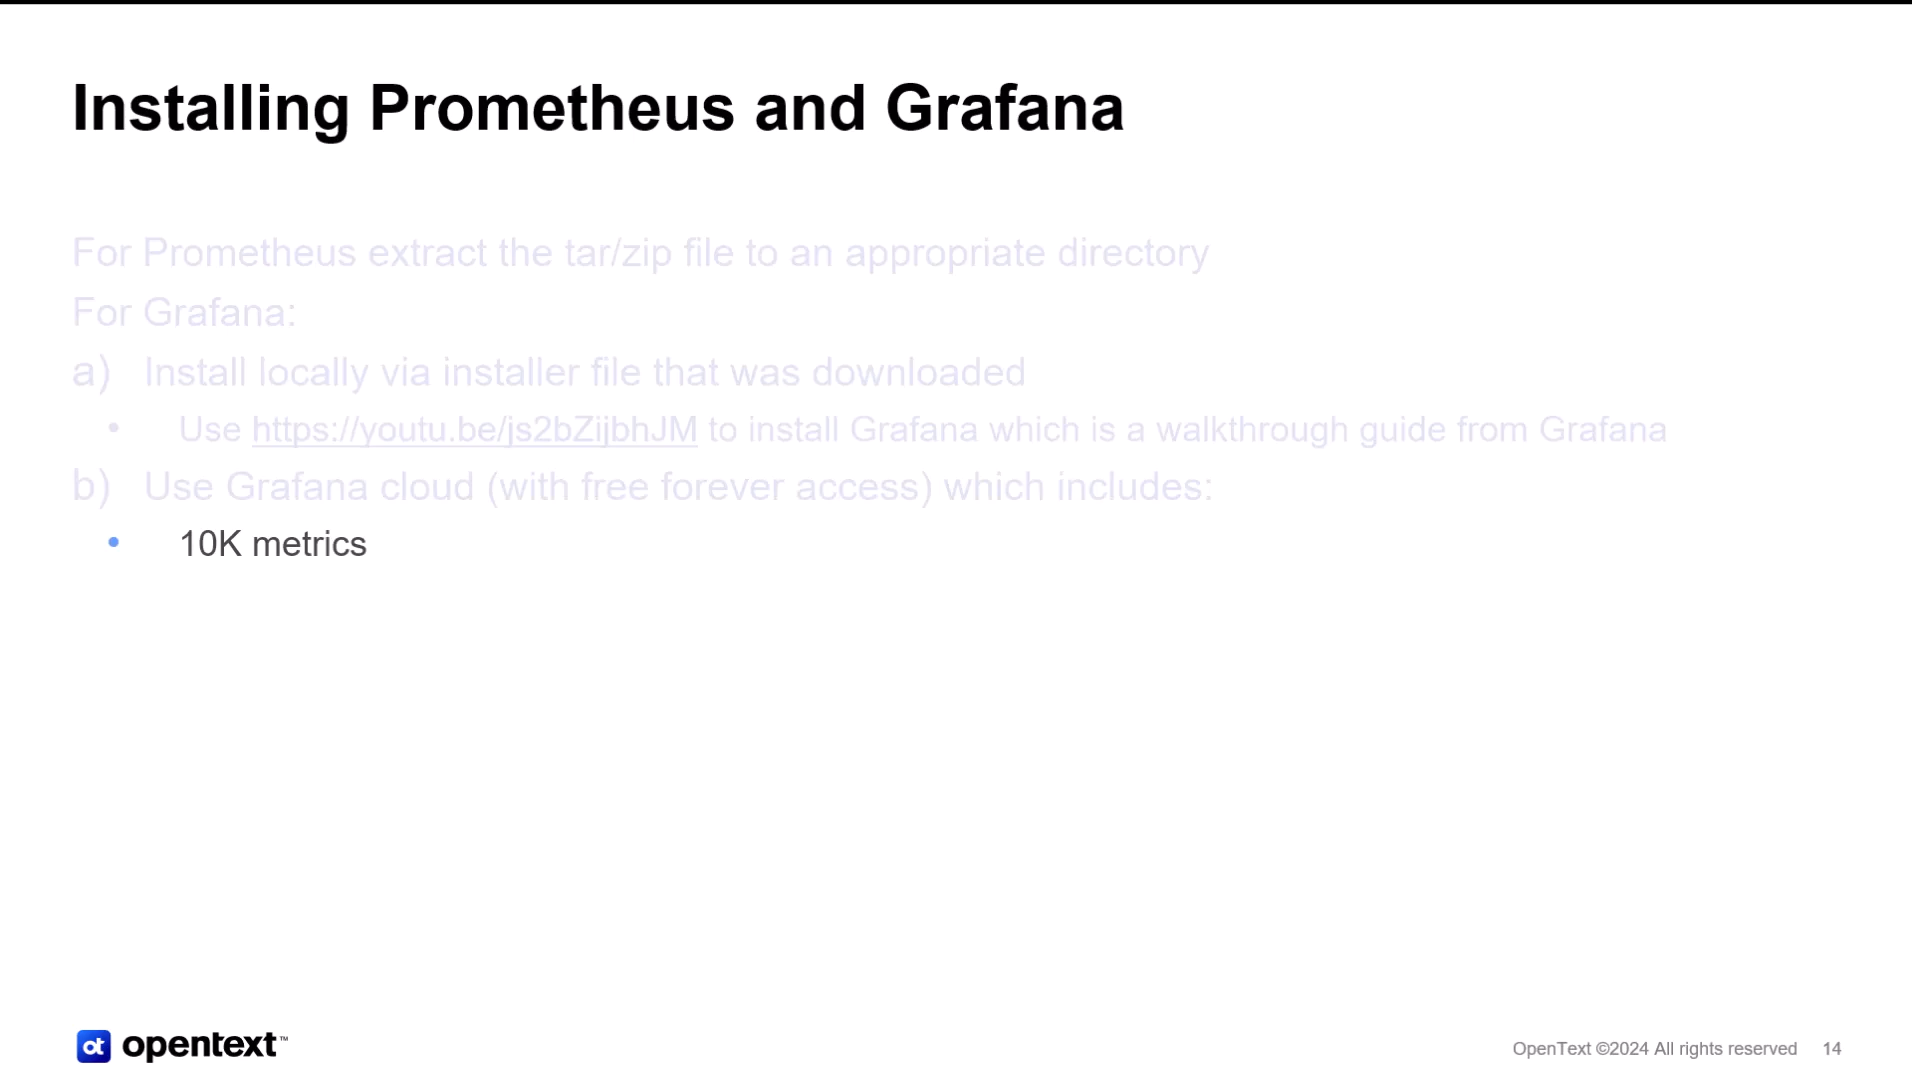 Installing Prometheus and Grafana
For Prometheus extract the tar/zip file to an appropriate directory
For Grafana:
a) Install locally via installer file that was downloaded
• Use https://youtu.be/js2bZijbhJM to install Grafana which is a walkthrough guide from Grafana
b) Use Grafana cloud (with free forever access) which includes:
• 10K metrics
ot opentext™
OpenText ©2024 All rights reserved 14